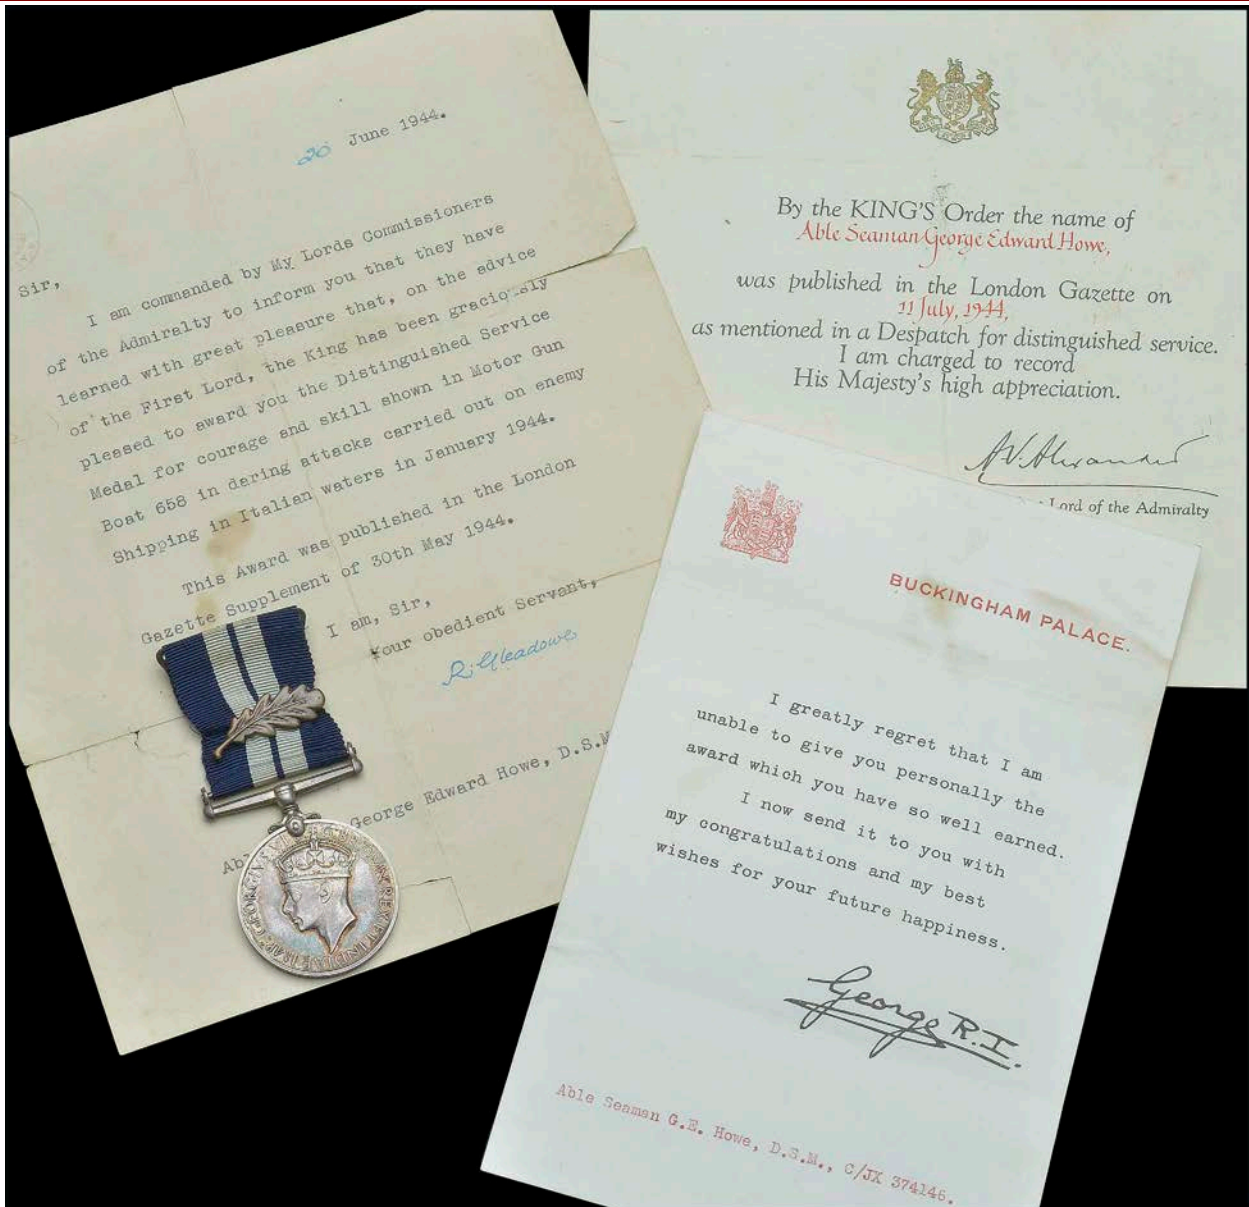 20 June 1944.
Sir,
I am commanded by My Lords Commissioners
of the Admiralty to inform you that they have
learned with great pleasure that, on the advice
of the First Lord, the King has been graciously
pleased to award you the Distinguished Service
Medal for courage and skill shown in Motor Gun
Boat 658 in daring attacks carried out on enemy
Shipping in Italian waters in January 1944.
This Award was published in the London
Gazette Supplement of 30th May 1944.
I am, Sir,
Your obedient Servant,
R. Meadows
George Edward Howe, D.S.M
By the KING'S Order the name of
Able Seaman George Edward Howe,
was published in the London Gazette on
11 July, 1944,
as mentioned in a Despatch for distinguished service.
I am charged to record
His Majesty's high appreciation.
A.V. Alexander
Lord of the Admiralty
BUCKINGHAM PALACE.
I greatly regret that I am
unable to give you personally the
award which you have so well earned.
I now send it to you with
my congratulations and my best
wishes for your future happiness.
George R.I.
Able Seaman G.E. Howe, D.S.M., C/JX 374146.